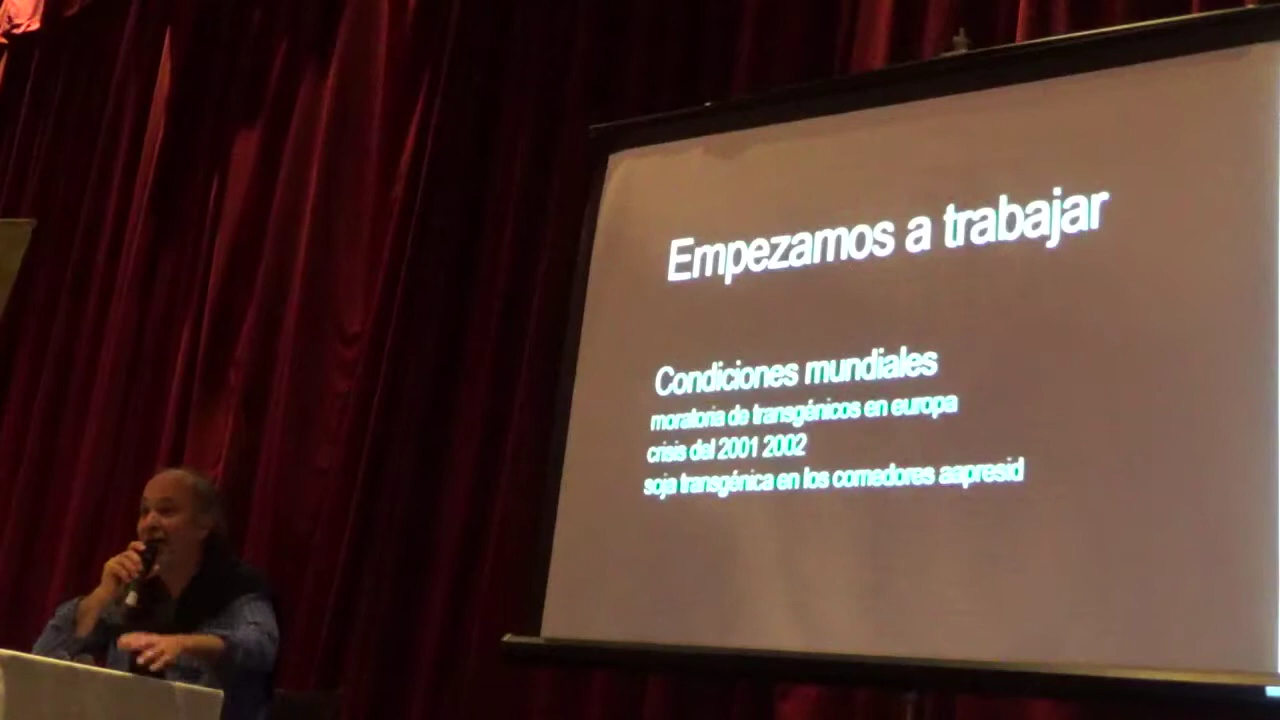 Empezamos a trabajar
Condiciones mundiales
moratoria de transgénicos en europa
crisis del 2001 2002
soja transgénica en los comedores aapresid